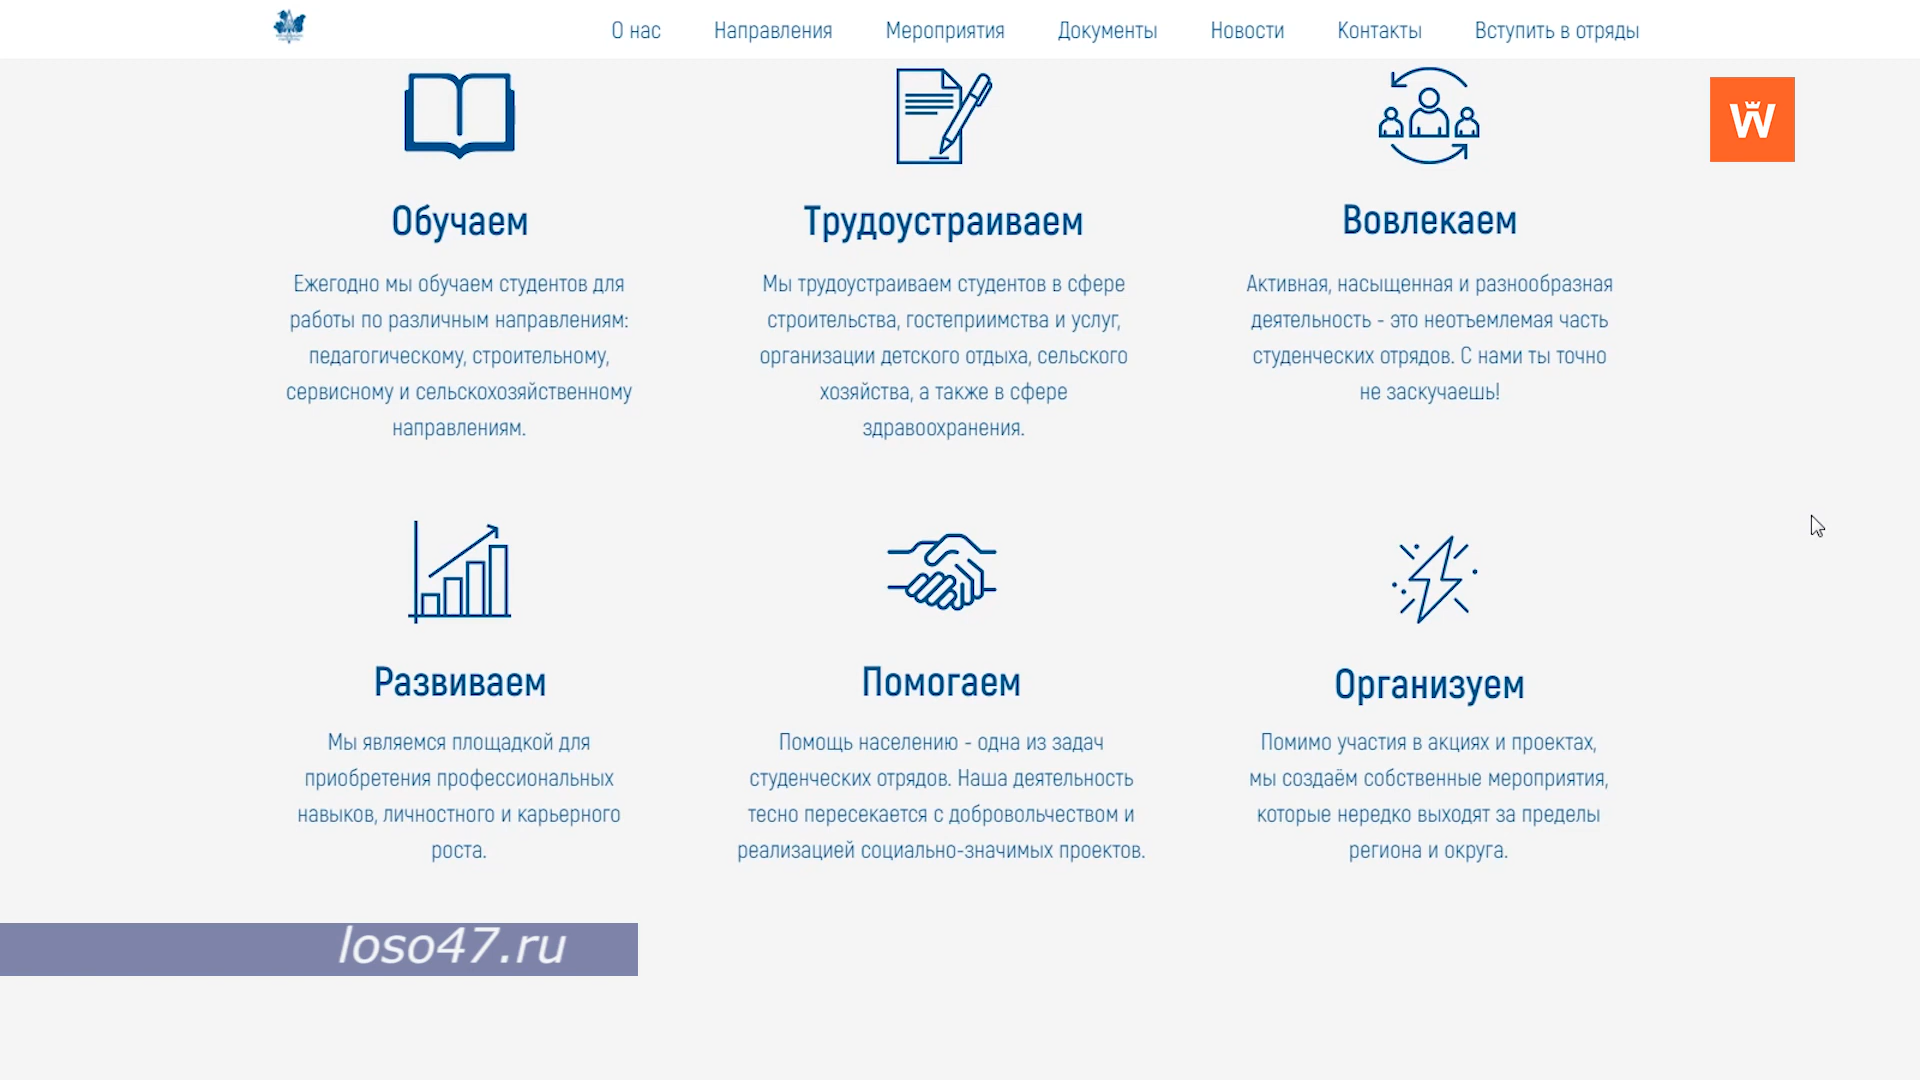 О нас
Направления
Мероприятия
Документы
Новости
Контакты
Вступить в отряды
W
Обучаем
Ежегодно мы обучаем студентов для
работы по различным направлениям:
педагогическому, строительному,
сервисному и сельскохозяйственному
направлениям.
Трудоустраиваем
Мы трудоустраиваем студентов в сфере
строительства, гостеприимства и услуг,
организации детского отдыха, сельского
хозяйства, а также в сфере
здравоохранения.
Вовлекаем
Активная, насыщенная и разнообразная
деятельность - это неотъемлемая часть
студенческих отрядов. С нами ты точно
не заскучаешь!
Развиваем
Мы являемся площадкой для
приобретения профессиональных
навыков, личностного и карьерного
роста.
Помогаем
Помощь населению - одна из задач
студенческих отрядов. Наша деятельность
тесно пересекается с добровольчеством и
реализацией социально-значимых проектов.
Организуем
Помимо участия в акциях и проектах,
мы создаём собственные мероприятия,
которые нередко выходят за пределы
региона и округа.
loso47.ru